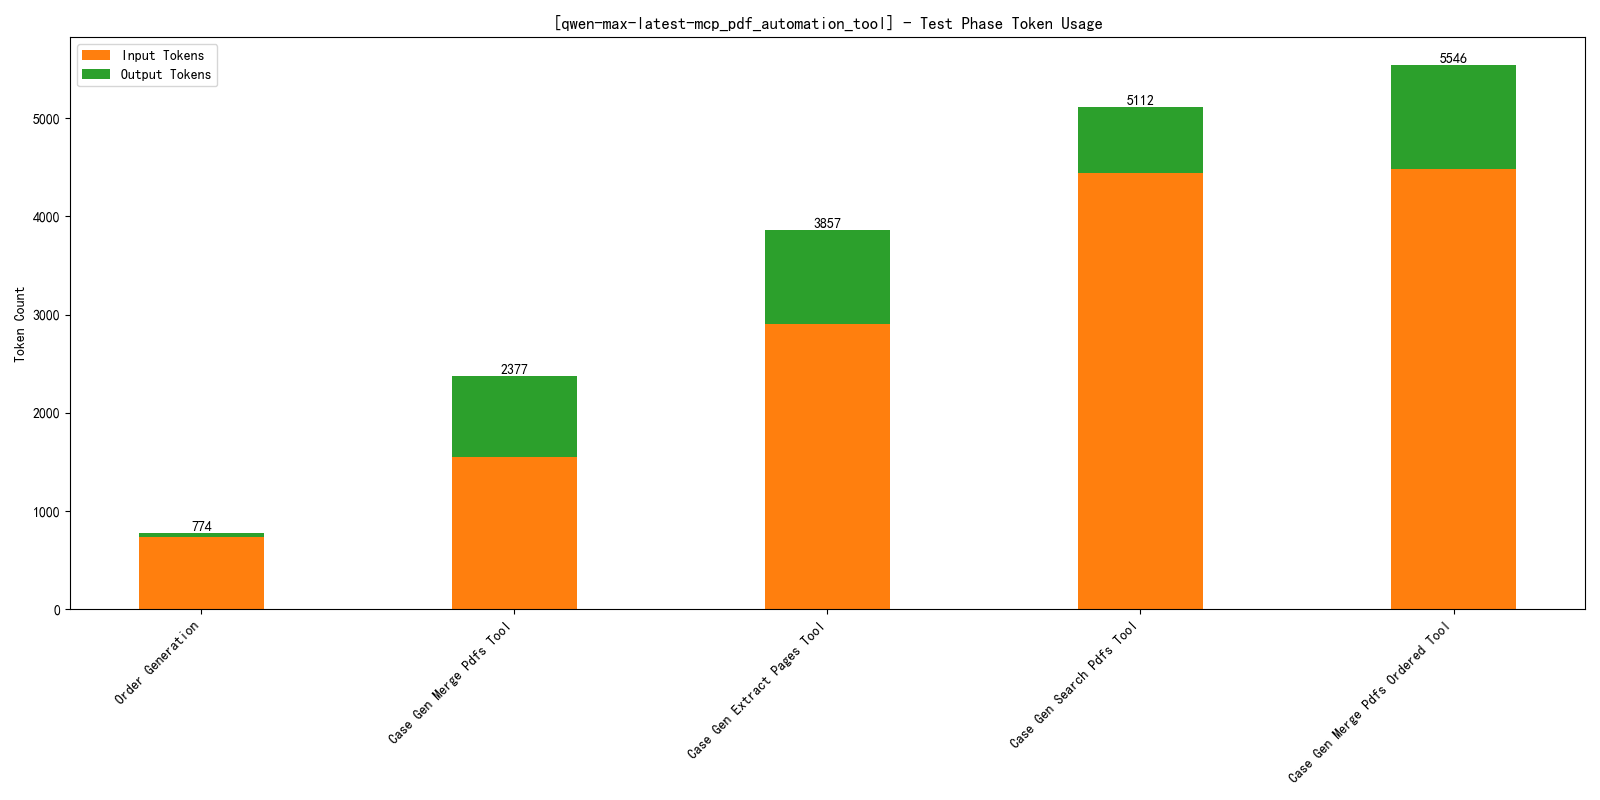 [qwen-max-latest-mcp_pdf_automation_tool] - Test Phase Token Usage
Input Tokens
Output Tokens
5546
5112
3857
2377
774
Token Count
5000
4000
3000
2000
1000
0
Order Generation
Case Gen Merge Pdfs Tool
Case Gen Extract Pages Tool
Case Gen Search Pdfs Tool
Case Gen Merge Pdfs Ordered Tool